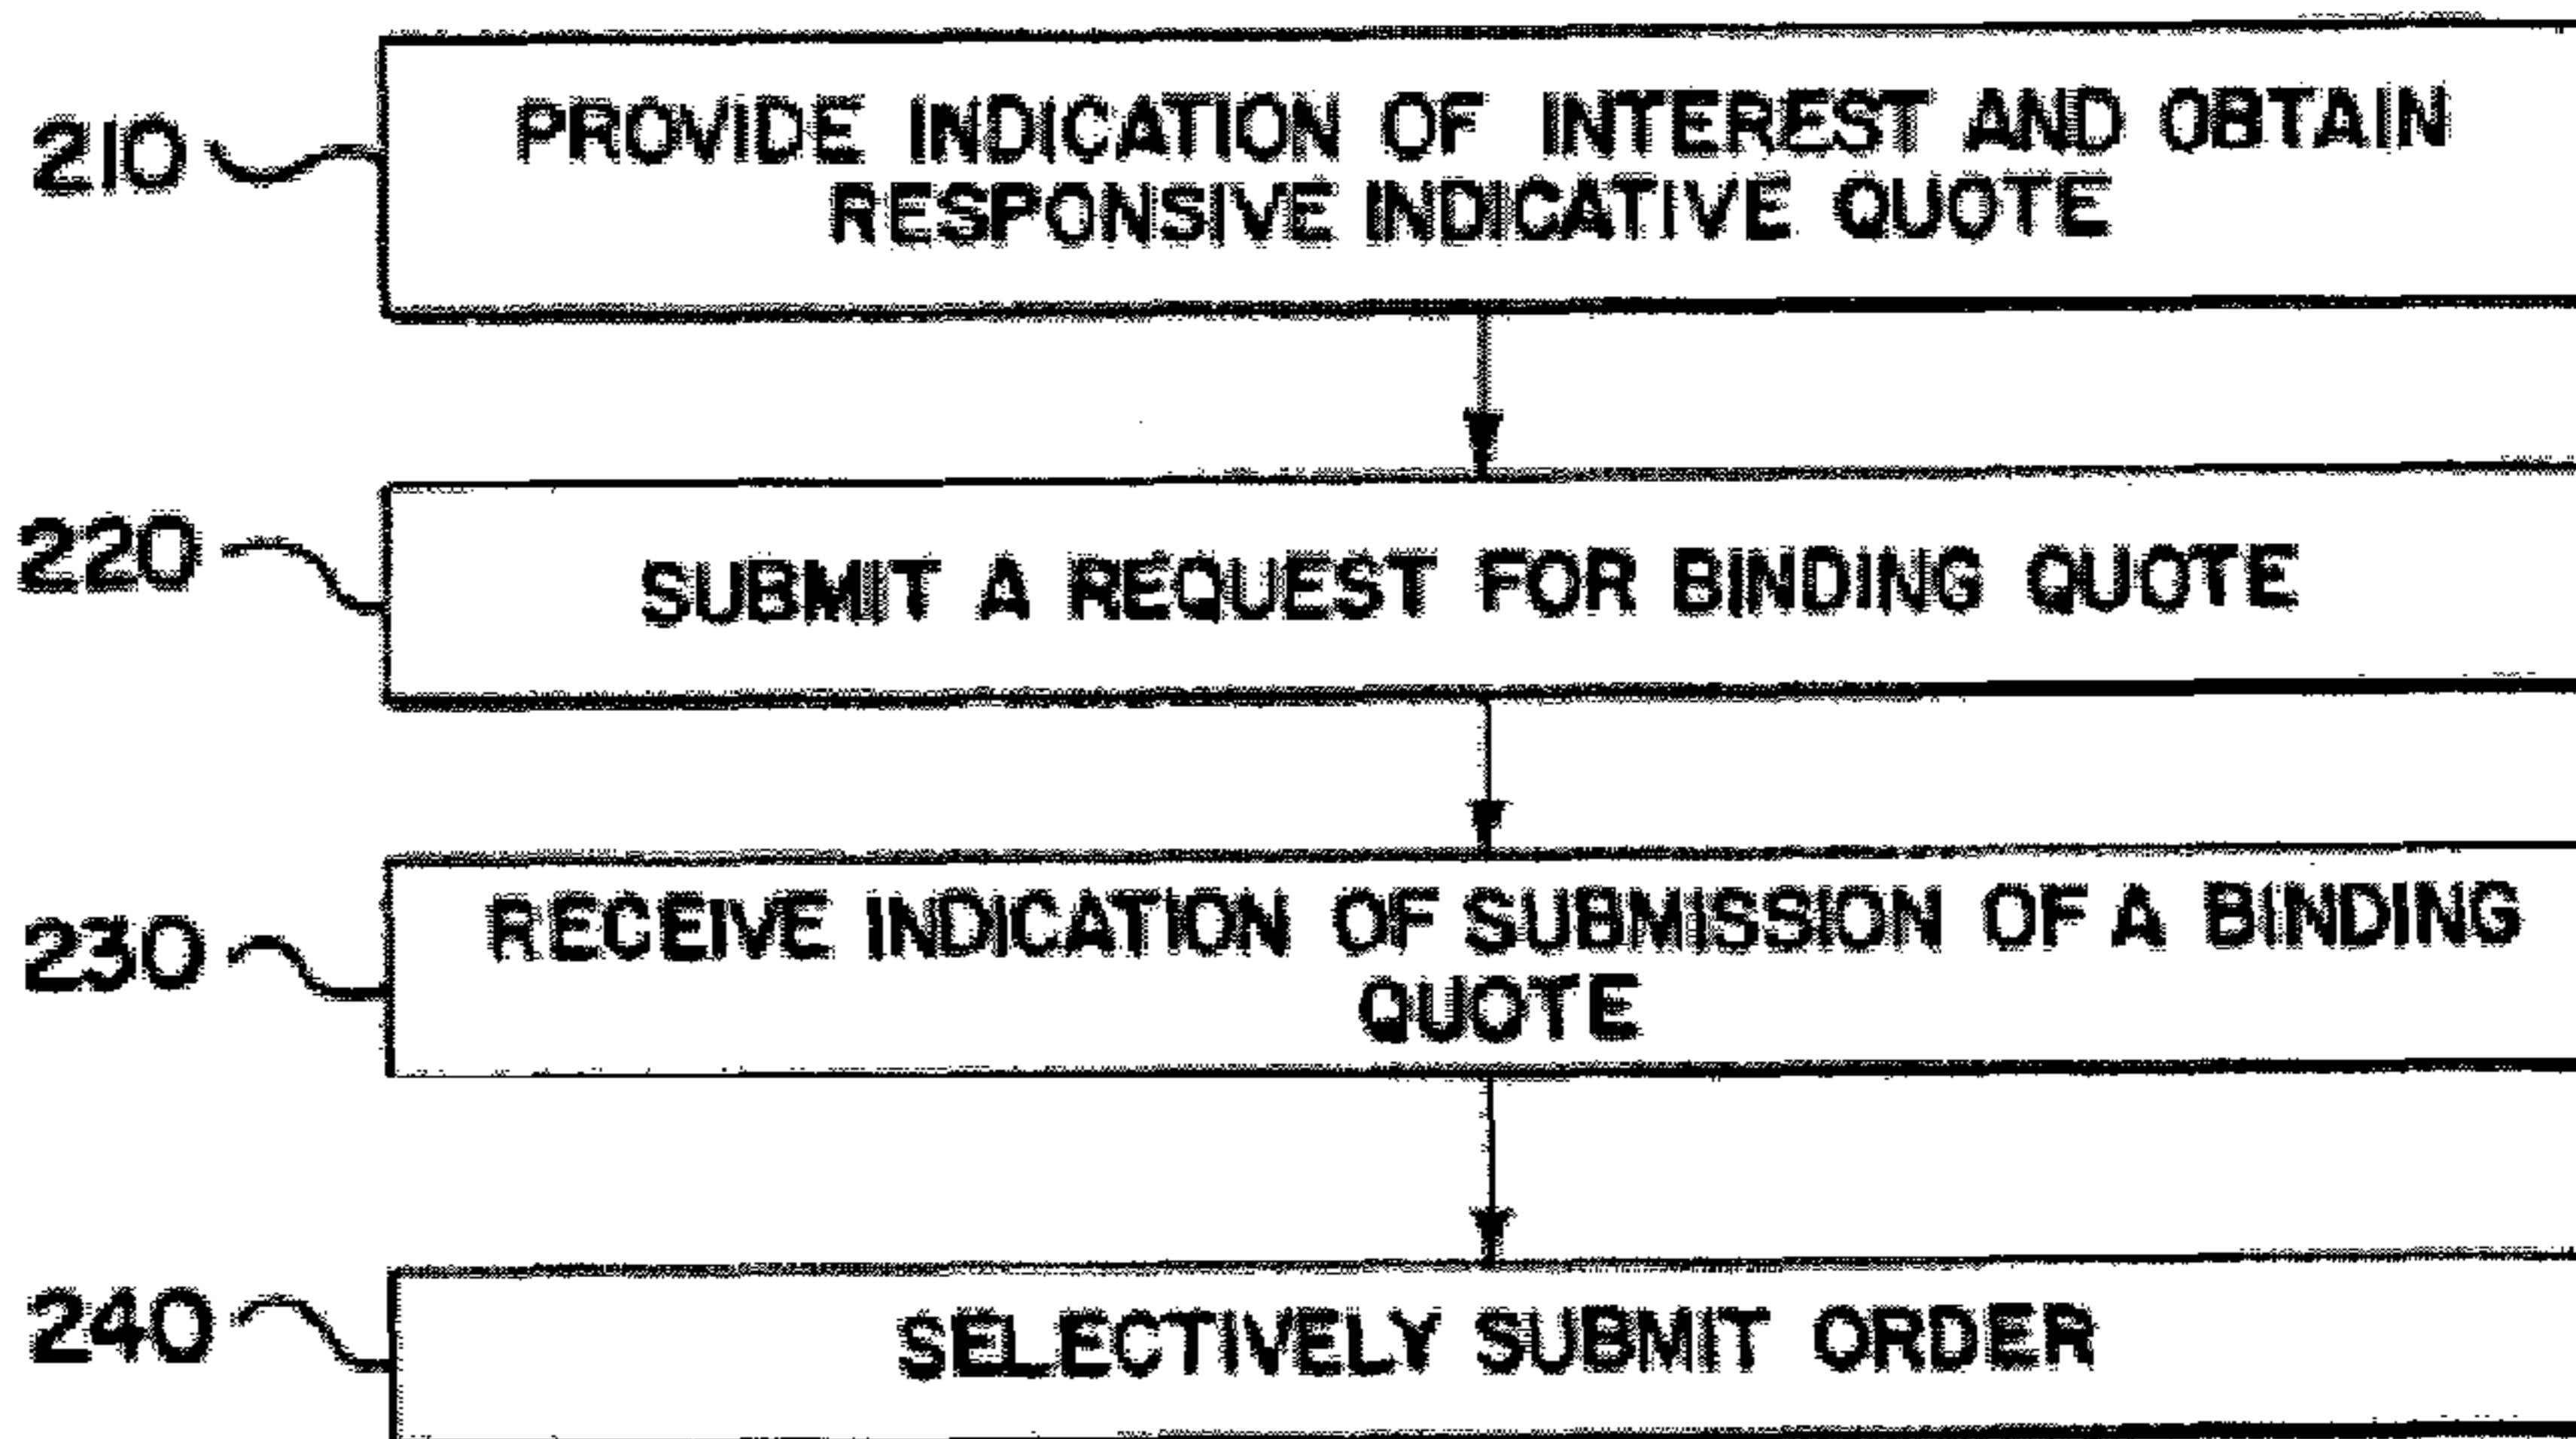 210
PROVIDE INDICATION OF INTEREST AND OBTAIN
RESPONSIVE INDICATIVE QUOTE
220
SUBMIT A REQUEST FOR BINDING QUOTE
230
RECEIVE INDICATION OF SUBMISSION OF A BINDING
QUOTE
240
SELECTIVELY SUBMIT ORDER